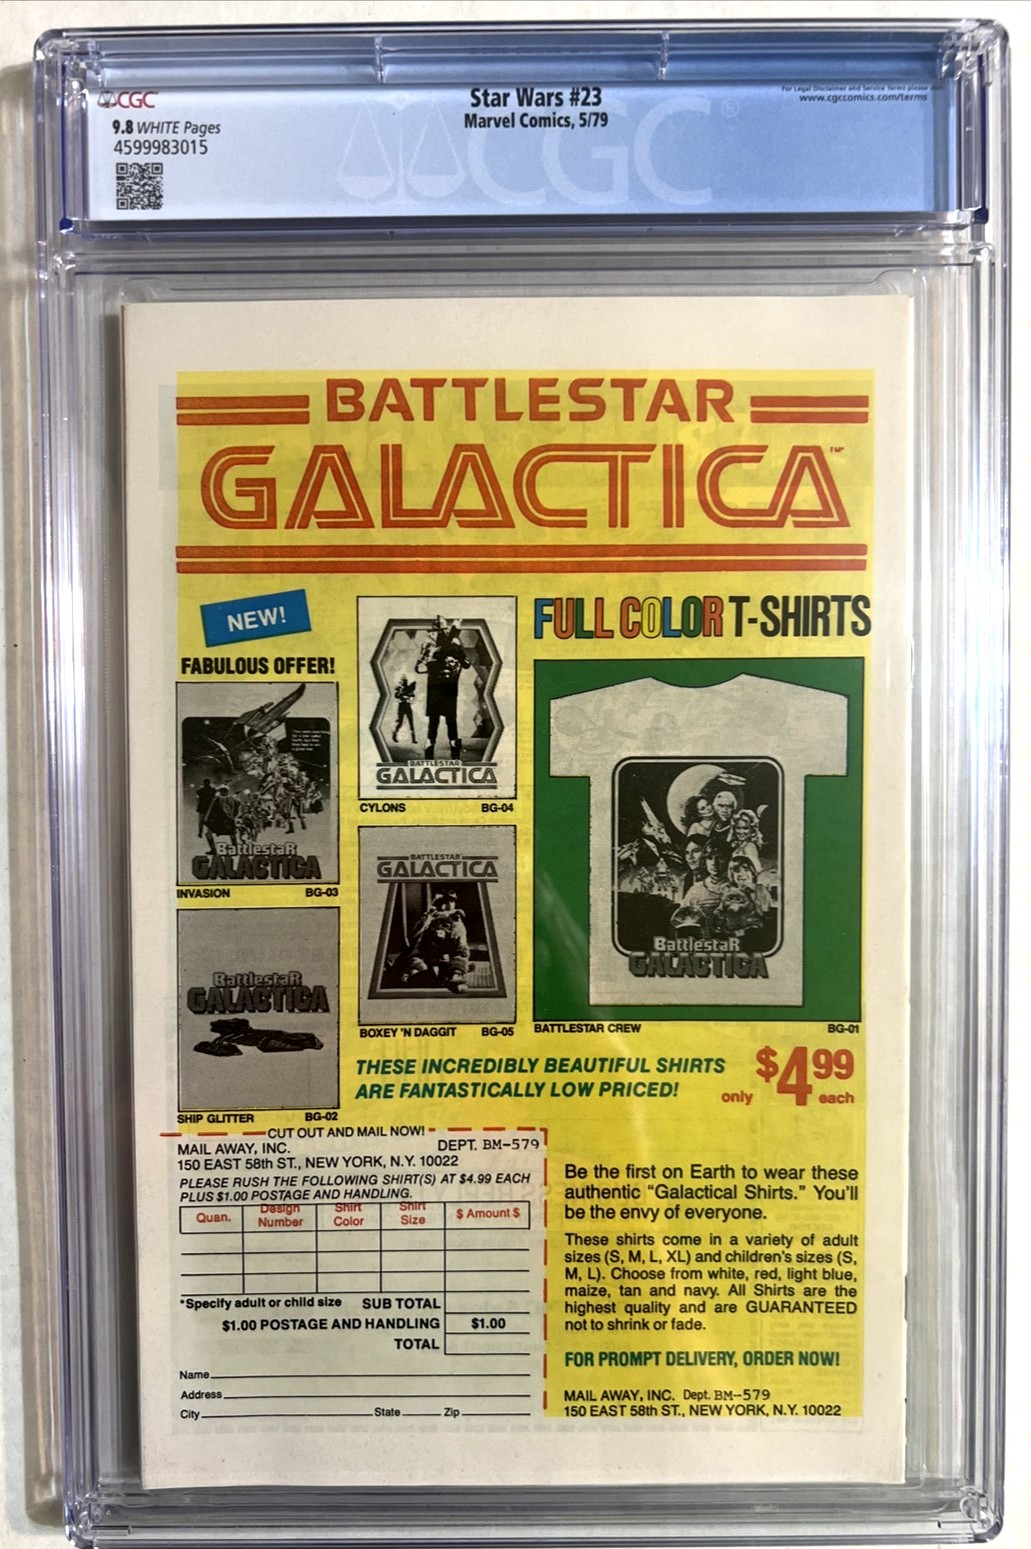 CGC
Star Wars #23
For Legal Disclaimer and Service Terms please
www.cgccomics.com/terms
9.8 WHITE Pages
Marvel Comics, 5/79
4599983015
CGC®
BATTLESTAR
GALACTICA™
NEW!
FULL COLOR T-SHIRTS
FABULOUS OFFER!
BATTLESTAR
GALACTICA
CYLONS BG-04
BattlestaR
GALACTICA
INVASION BG-03
BATTLESTAR
GALACTICA
BattlestaR
GALACTICA
BattlestaR
GALACTICA
BOXEY 'N DAGGIT BG-05
BATTLESTAR CREW BG-01
SHIP GLITTER BG-02
THESE INCREDIBLY BEAUTIFUL SHIRTS
ARE FANTASTICALLY LOW PRICED!
only $4.99 each
CUT OUT AND MAIL NOW!
MAIL AWAY, INC. DEPT. BM-579
150 EAST 58th ST., NEW YORK, N.Y. 10022
PLEASE RUSH THE FOLLOWING SHIRT(S) AT $4.99 EACH
PLUS $1.00 POSTAGE AND HANDLING.
Quan. Design Number Shirt Color Shirt Size $ Amount $
*Specify adult or child size SUB TOTAL
$1.00 POSTAGE AND HANDLING $1.00
TOTAL
Name
Address
City State Zip
Be the first on Earth to wear these
authentic “Galactical Shirts.” You'll
be the envy of everyone.
These shirts come in a variety of adult
sizes (S, M, L, XL) and children's sizes (S,
M, L). Choose from white, red, light blue,
maize, tan and navy. All Shirts are the
highest quality and are GUARANTEED
not to shrink or fade.
FOR PROMPT DELIVERY, ORDER NOW!
MAIL AWAY, INC. Dept. BM-579
150 EAST 58th ST., NEW YORK, N.Y. 10022